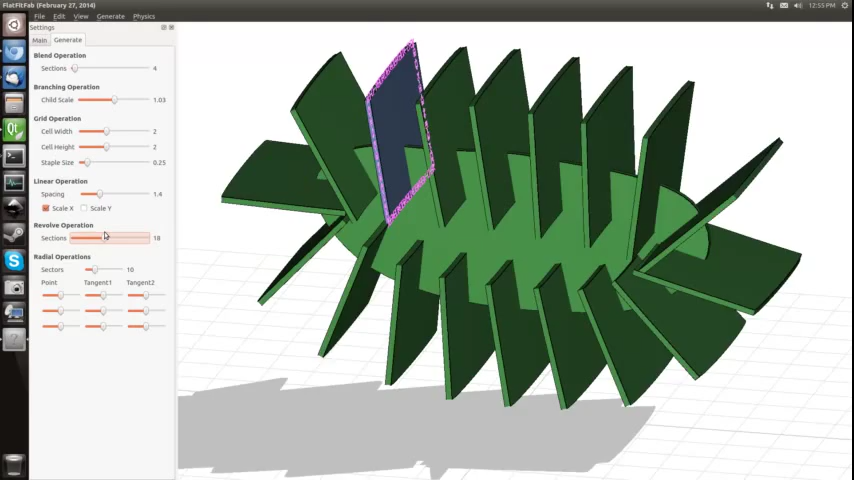 FlatFitFab (February 27, 2014)
12:55 PM
File Edit View Generate Physics
Settings
Main Generate
Blend Operation
Sections 4
Branching Operation
Child Scale 1.03
Grid Operation
Cell Width 2
Cell Height 2
Staple Size 0.25
Linear Operation
Spacing 1.4
Scale X Scale Y
Revolve Operation
Sections 18
Radial Operations
Sectors 10
Point Tangent1 Tangent2